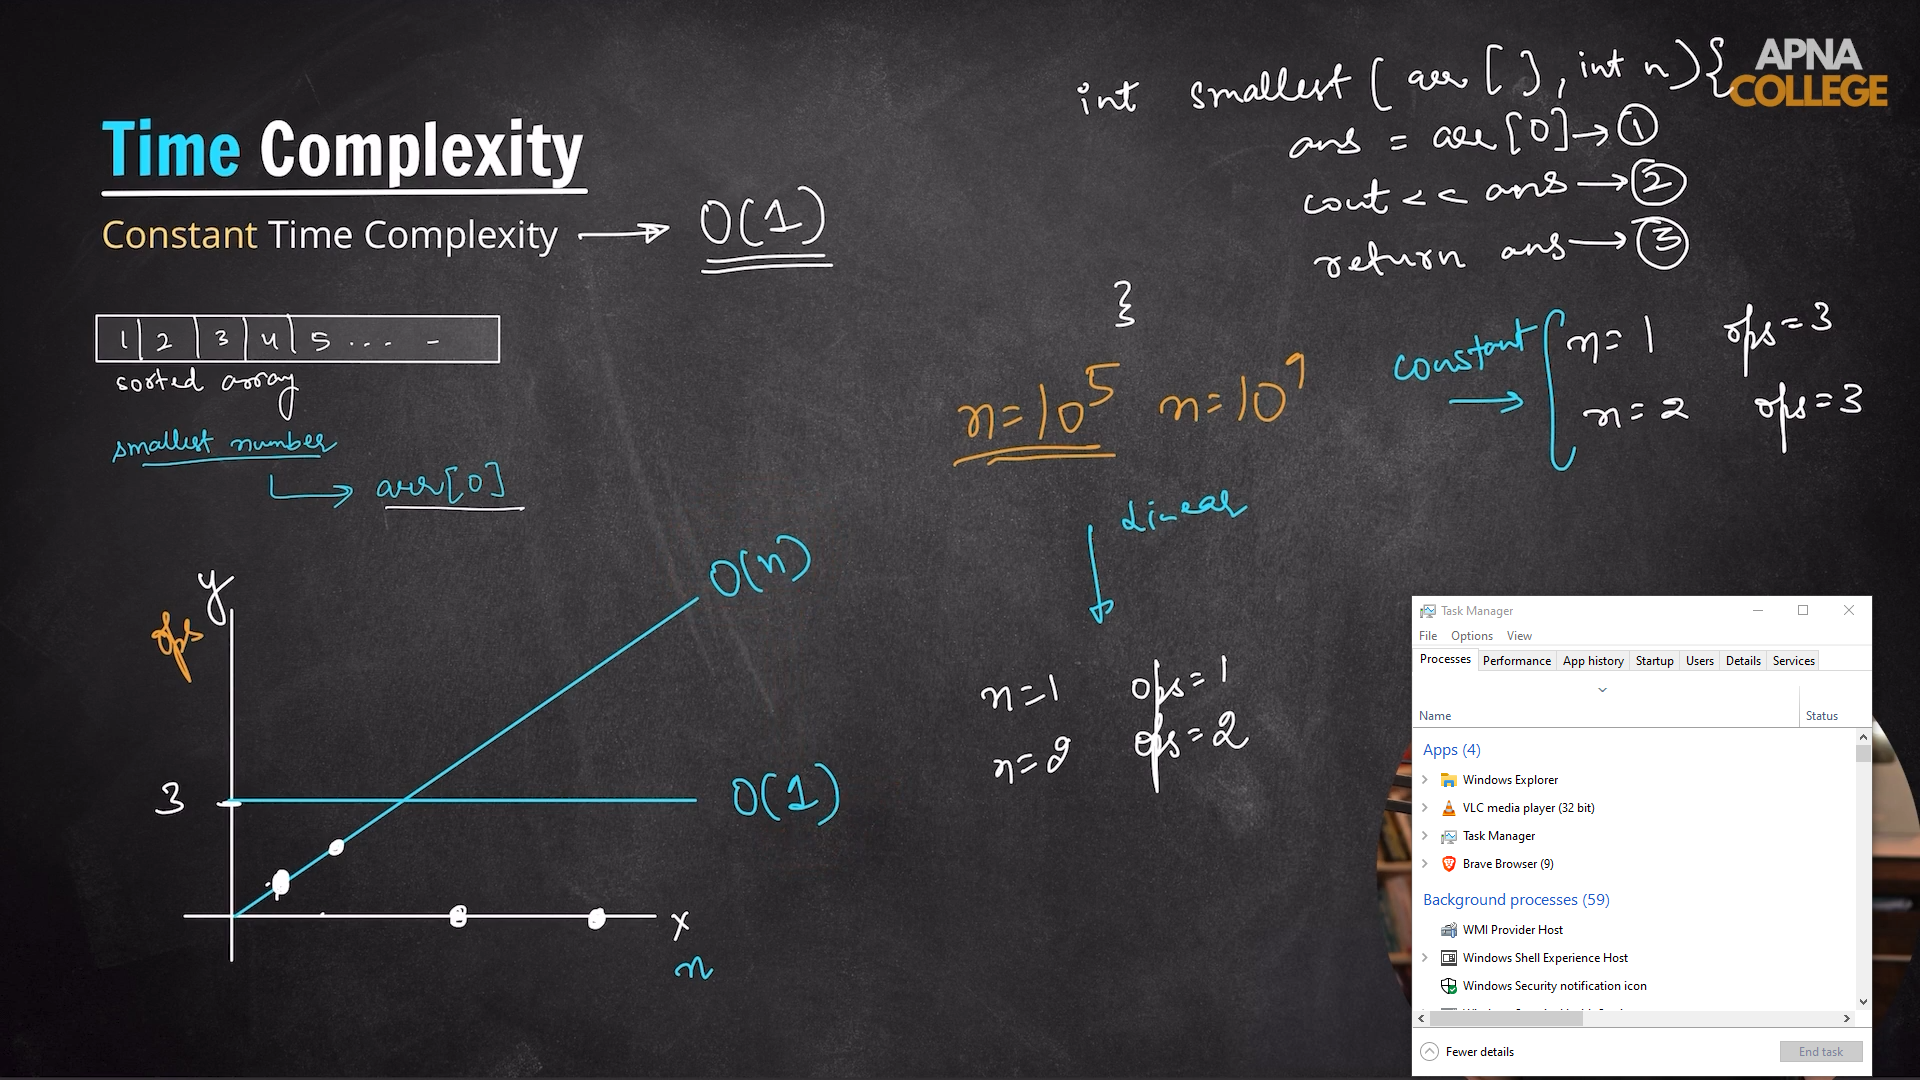 APNA
COLLEGE
Time Complexity
Constant Time Complexity → O(1)
int smallest ( arr [ ] , int n ) {
ans = arr [0] → 1
cout << ans → 2
return ans → 3
}
1 2 3 4 5 ... -
sorted array
smallest number
→ arr[0]
n=10^5 n=10^9
constant
→
n=1 ops=3
n=2 ops=3
Linear
n=1 ops=1
n=2 ops=2
y
ops
O(n)
3
O(1)
x
n
Task Manager
File Options View
Processes Performance App history Startup Users Details Services
Name Status
Apps (4)
Windows Explorer
VLC media player (32 bit)
Task Manager
Brave Browser (9)
Background processes (59)
WMI Provider Host
Windows Shell Experience Host
Windows Security notification icon
Fewer details End task